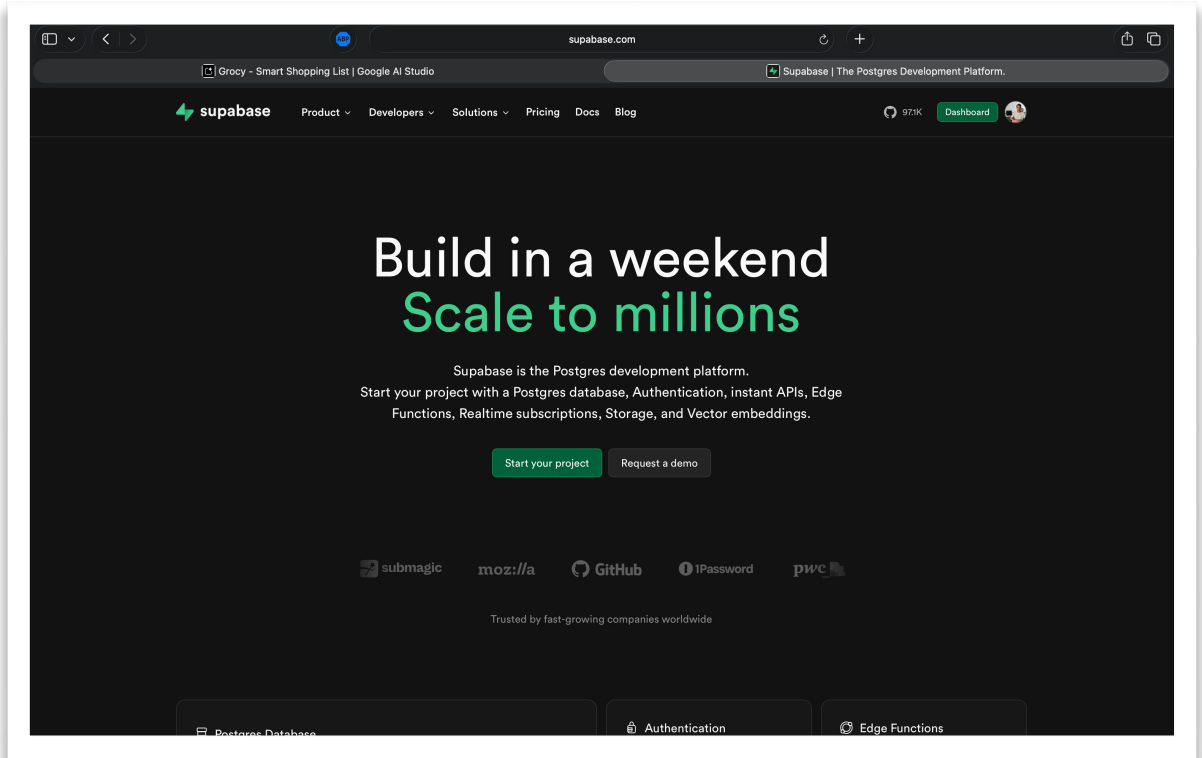 ABP
supabase.com
Grocy - Smart Shopping List | Google AI Studio
Supabase | The Postgres Development Platform.
supabase
Product
Developers
Solutions
Pricing
Docs
Blog
97.1K
Dashboard
Build in a weekend
Scale to millions
Supabase is the Postgres development platform.
Start your project with a Postgres database, Authentication, instant APIs, Edge
Functions, Realtime subscriptions, Storage, and Vector embeddings.
Start your project
Request a demo
submagic
moz://a
GitHub
1Password
pwc
Trusted by fast-growing companies worldwide
Postgres Database
Authentication
Edge Functions